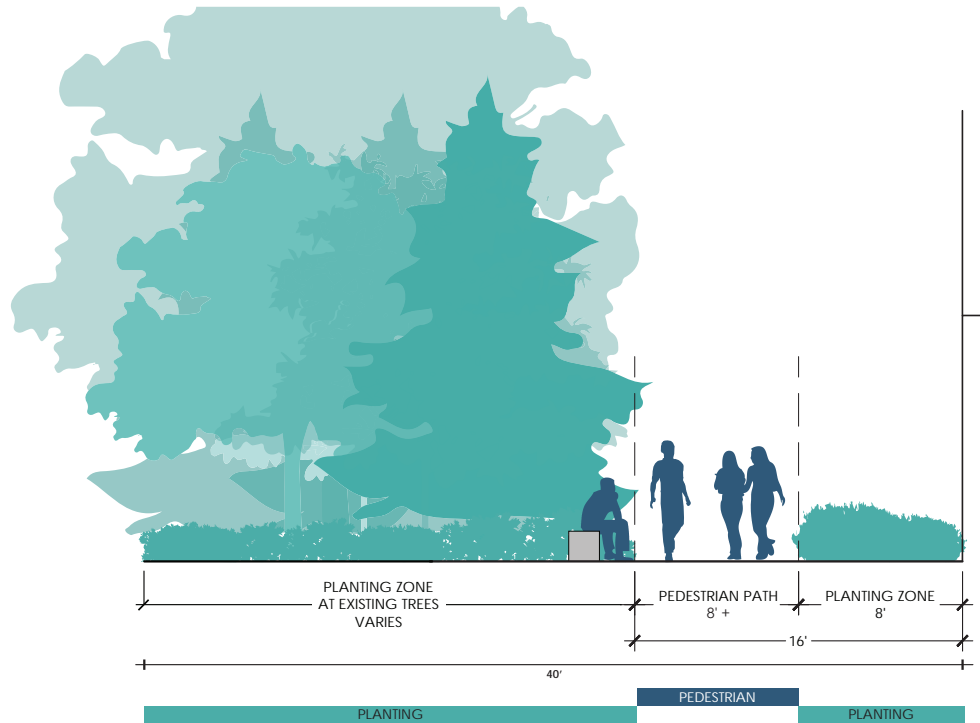 PLANTING ZONE
AT EXISTING TREES
VARIES
PEDESTRIAN PATH
8' +
PLANTING ZONE
8'
16'
40'
PEDESTRIAN
PLANTING
PLANTING